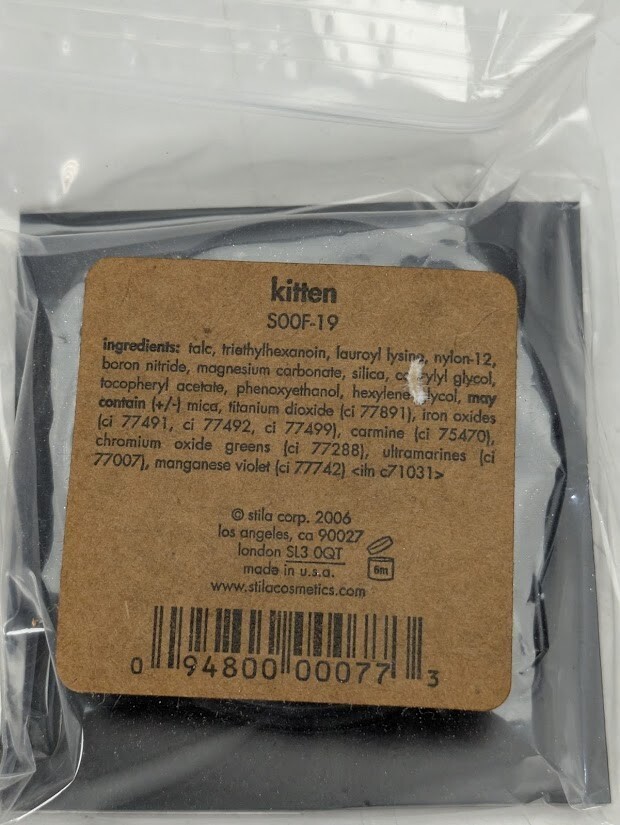 kitten
S00F-19
ingredients: talc, triethylhexanoin, lauroyl lysine, nylon-12,
boron nitride, magnesium carbonate, silica, glycol,
tocopheryl acetate, phenoxyethanol, hexylene glycol, may
contain (+/-) mica, titanium dioxide (ci 77891), iron oxides
(ci 77491, ci 77492, ci 77499), carmine (ci 75470),
chromium oxide greens (ci 77288), ultramarines (ci
77007), manganese violet (ci 77742) <iln c71031>
© stila corp. 2006
los angeles, ca 90027
london SL3 0QT
made in u.s.a.
6m
www.stilacosmetics.com
0 94800 00077 3